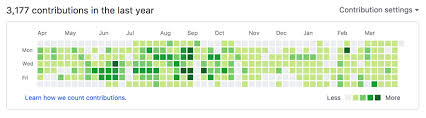 3,177 contributions in the last year
Contribution settings
Apr May Jun Jul Aug Sep Oct Nov Dec Jan Feb Mar
Mon
Wed
Fri
Learn how we count contributions.
Less More